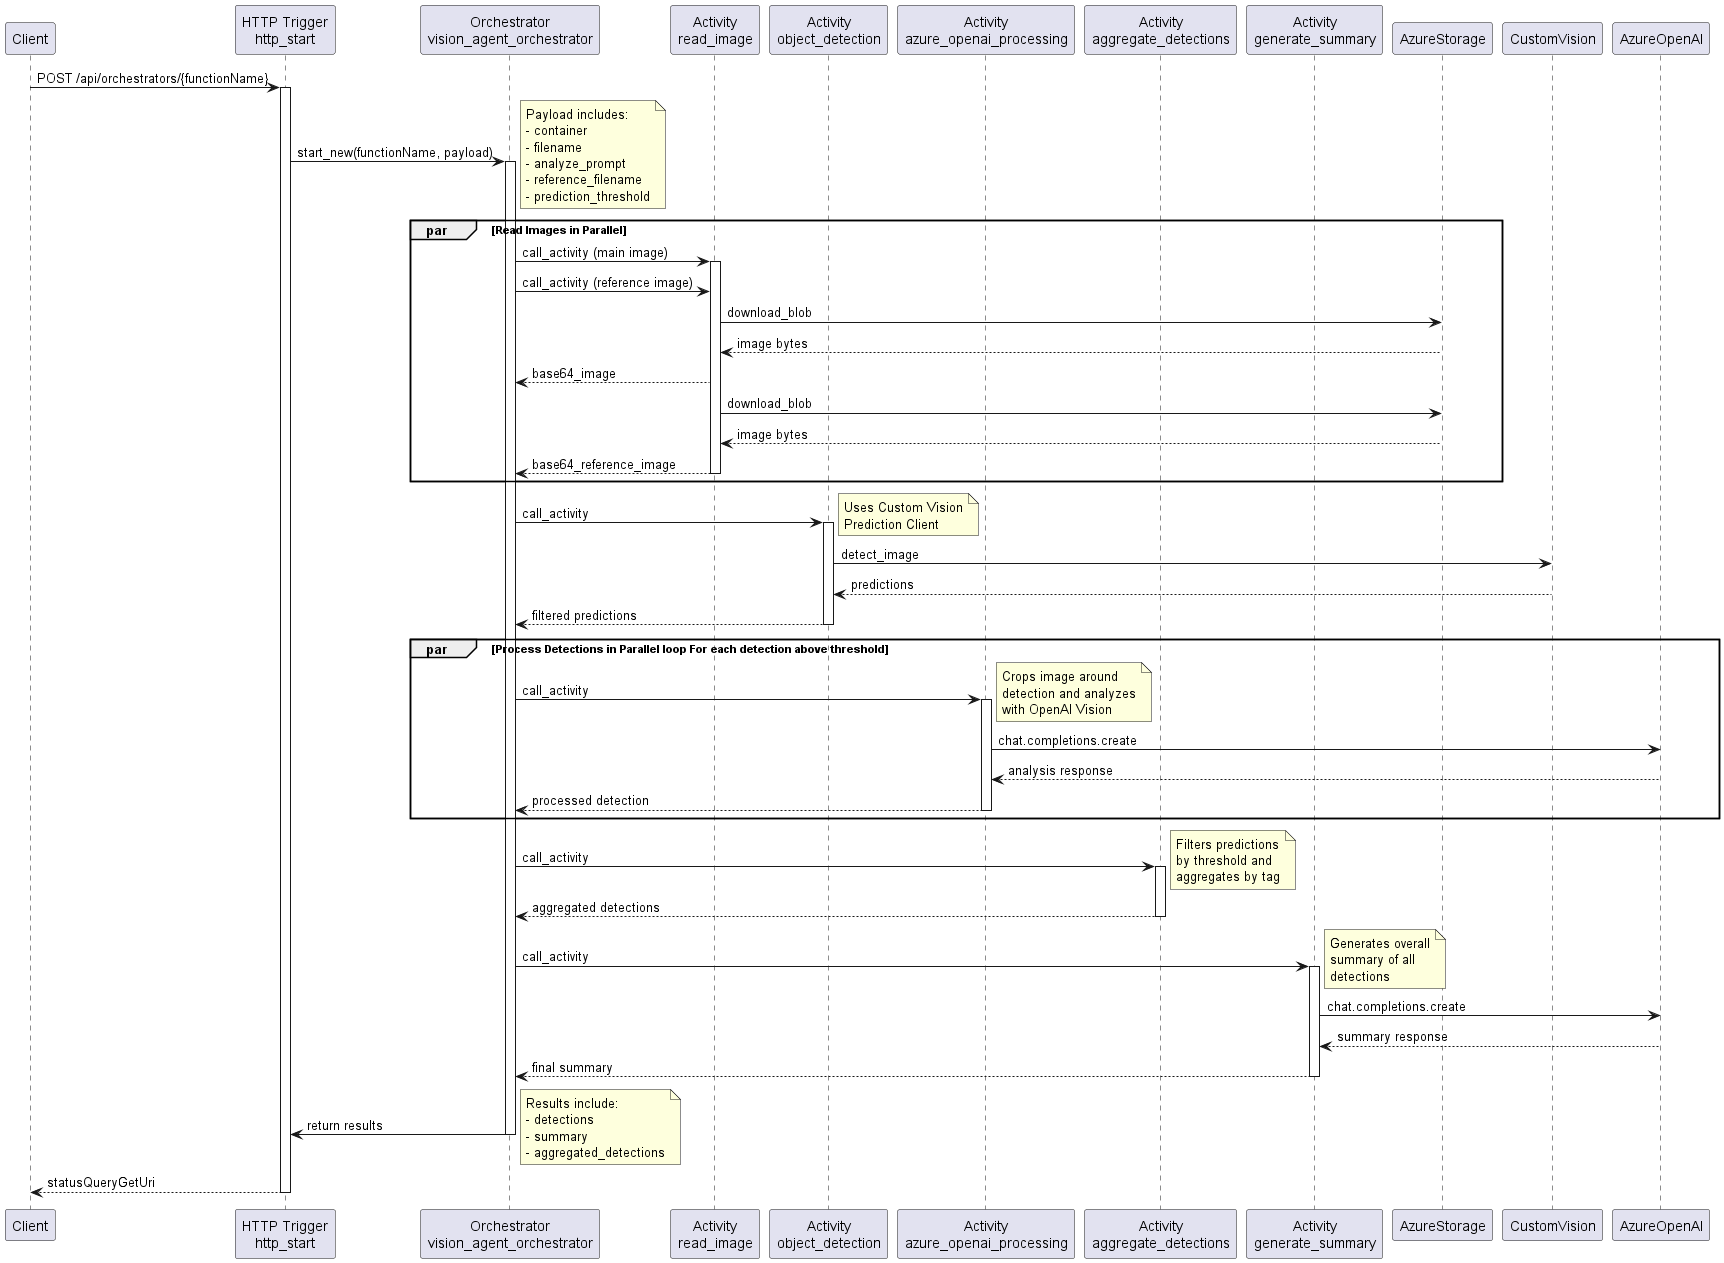 Client
HTTP Trigger
http_start
Orchestrator
vision_agent_orchestrator
Activity
read_image
Activity
object_detection
Activity
azure_openai_processing
Activity
aggregate_detections
Activity
generate_summary
AzureStorage
CustomVision
AzureOpenAI
POST /api/orchestrators/{functionName}
Payload includes:
- container
- filename
- analyze_prompt
- reference_filename
- prediction_threshold
start_new(functionName, payload)
par
[Read Images in Parallel]
call_activity (main image)
call_activity (reference image)
download_blob
image bytes
base64_image
download_blob
image bytes
base64_reference_image
call_activity
Uses Custom Vision
Prediction Client
detect_image
predictions
filtered predictions
par
[Process Detections in Parallel loop For each detection above threshold]
call_activity
Crops image around
detection and analyzes
with OpenAI Vision
chat.completions.create
analysis response
processed detection
call_activity
Filters predictions
by threshold and
aggregates by tag
aggregated detections
call_activity
Generates overall
summary of all
detections
chat.completions.create
summary response
final summary
return results
Results include:
- detections
- summary
- aggregated_detections
statusQueryGetUri
Client
HTTP Trigger
http_start
Orchestrator
vision_agent_orchestrator
Activity
read_image
Activity
object_detection
Activity
azure_openai_processing
Activity
aggregate_detections
Activity
generate_summary
AzureStorage
CustomVision
AzureOpenAI